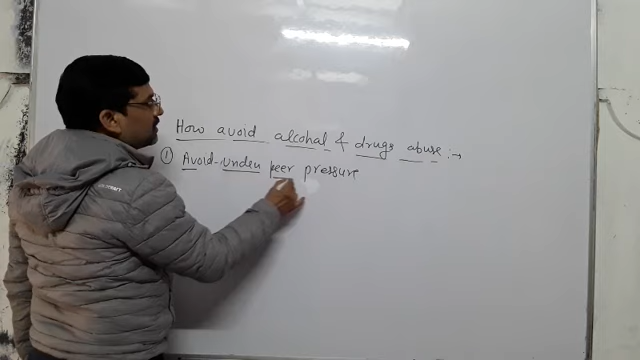 How avoid alcohal & drugs abuse :→
① Avoid under peer pressure